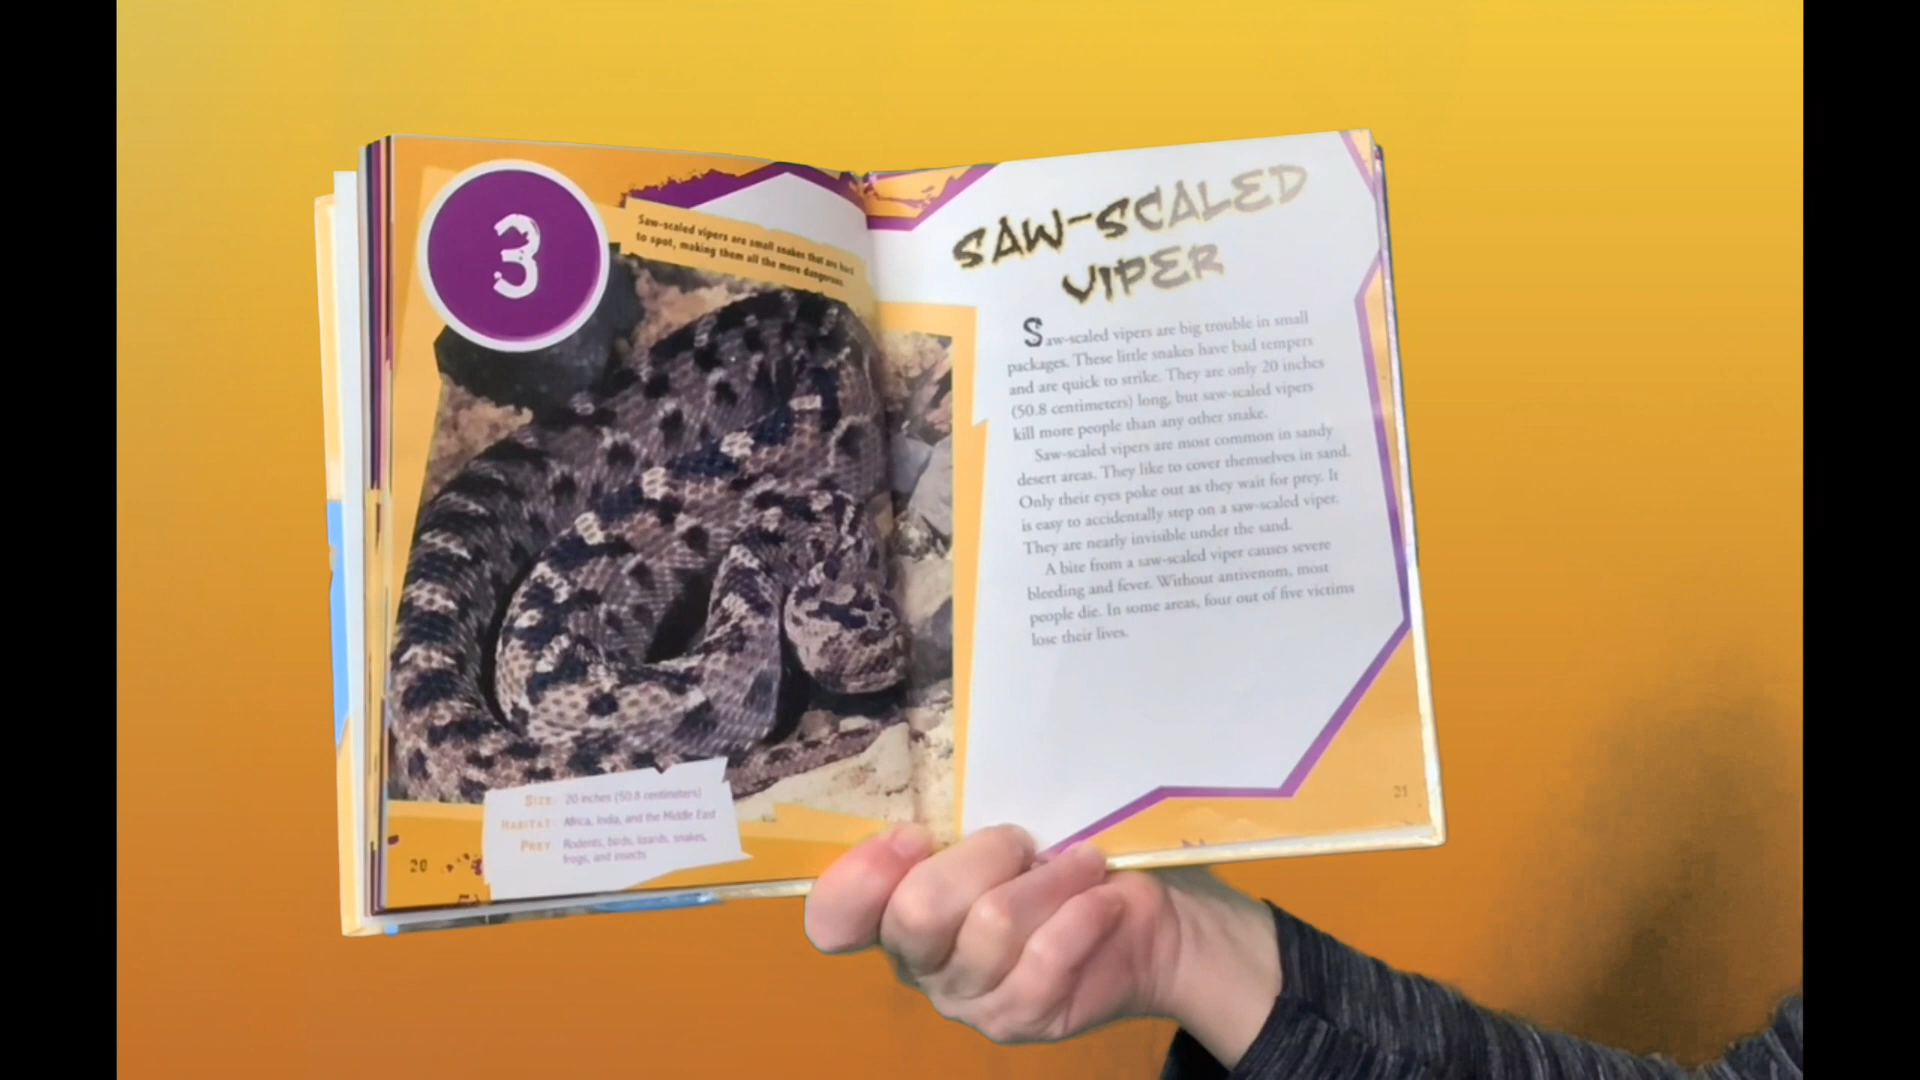 3
Saw-scaled vipers are small snakes that are hard
to spot, making them all the more dangerous.
SIZE: 20 inches (50.8 centimeters)
HABITAT: Africa, India, and the Middle East
PREY: Rodents, birds, lizards, snakes,
frogs, and insects
20
SAW-SCALED
VIPER
Saw-scaled vipers are big trouble in small
packages. These little snakes have bad tempers
and are quick to strike. They are only 20 inches
(50.8 centimeters) long, but saw-scaled vipers
kill more people than any other snake.
Saw-scaled vipers are most common in sandy
desert areas. They like to cover themselves in sand.
Only their eyes poke out as they wait for prey. It
is easy to accidentally step on a saw-scaled viper.
They are nearly invisible under the sand.
A bite from a saw-scaled viper causes severe
bleeding and fever. Without antivenom, most
people die. In some areas, four out of five victims
lose their lives.
21